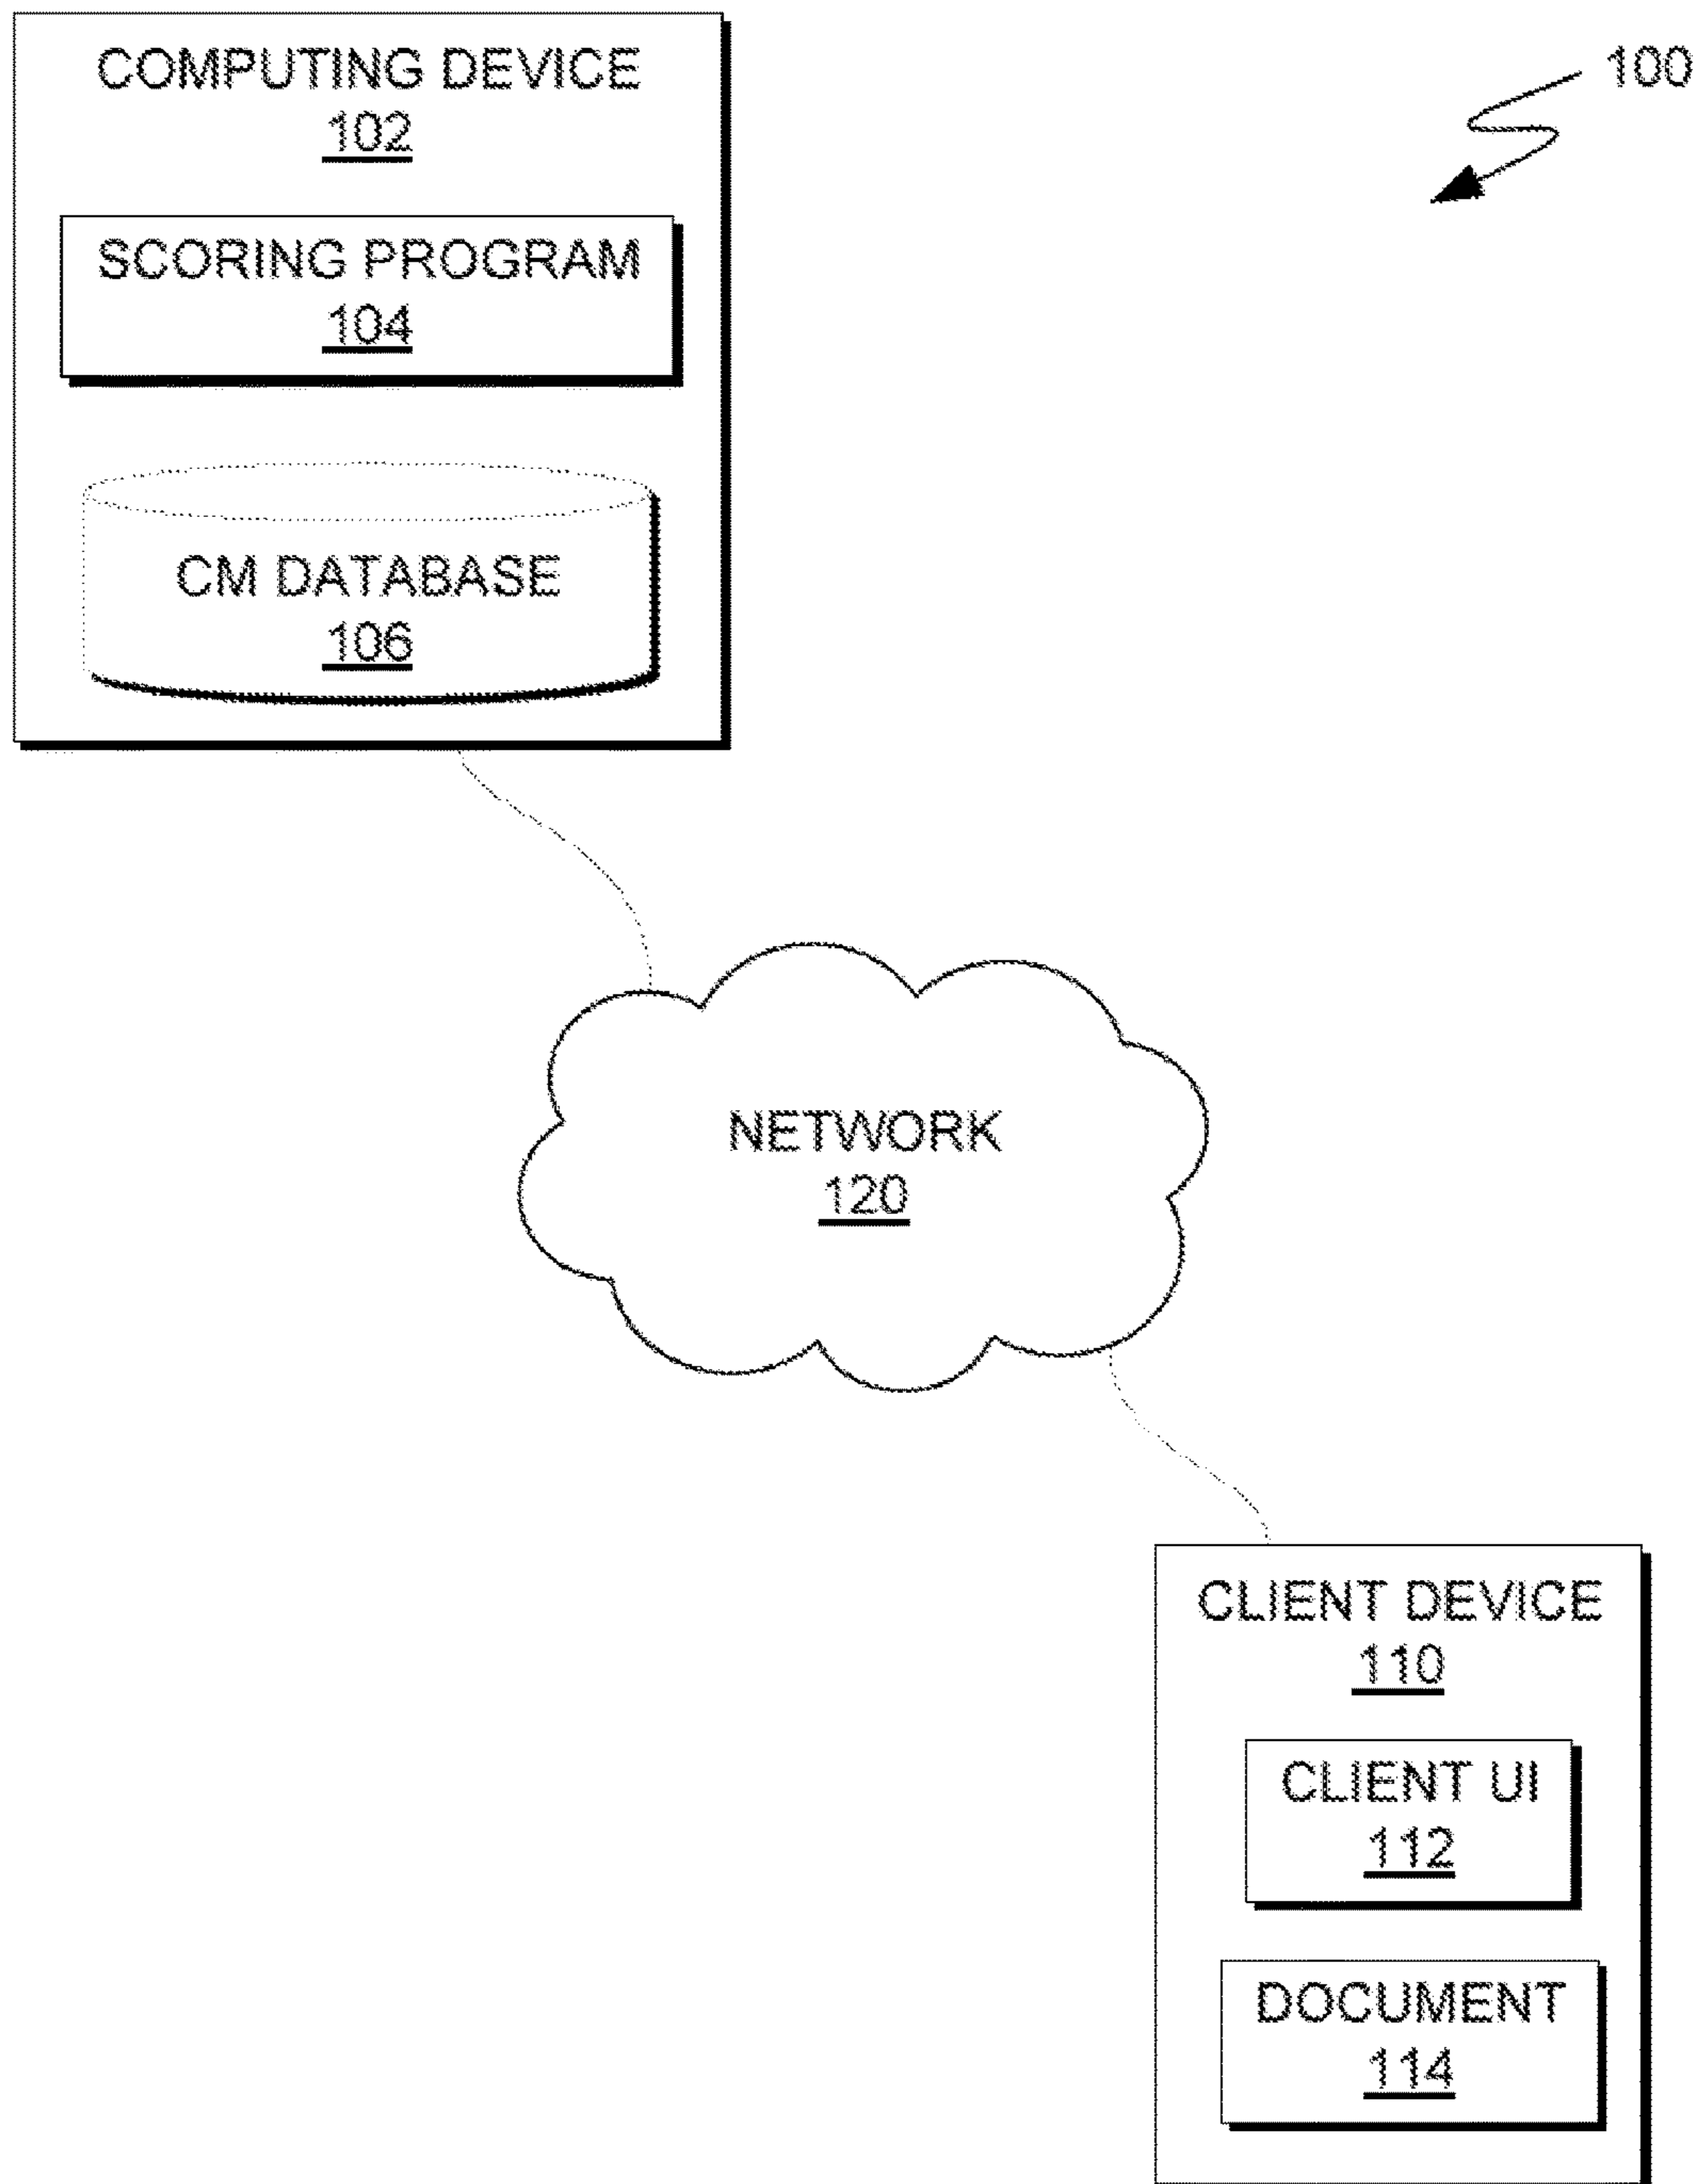 COMPUTING DEVICE
102
100
SCORING PROGRAM
104
CM DATABASE
106
NETWORK
120
CLIENT DEVICE
110
CLIENT UI
112
DOCUMENT
114